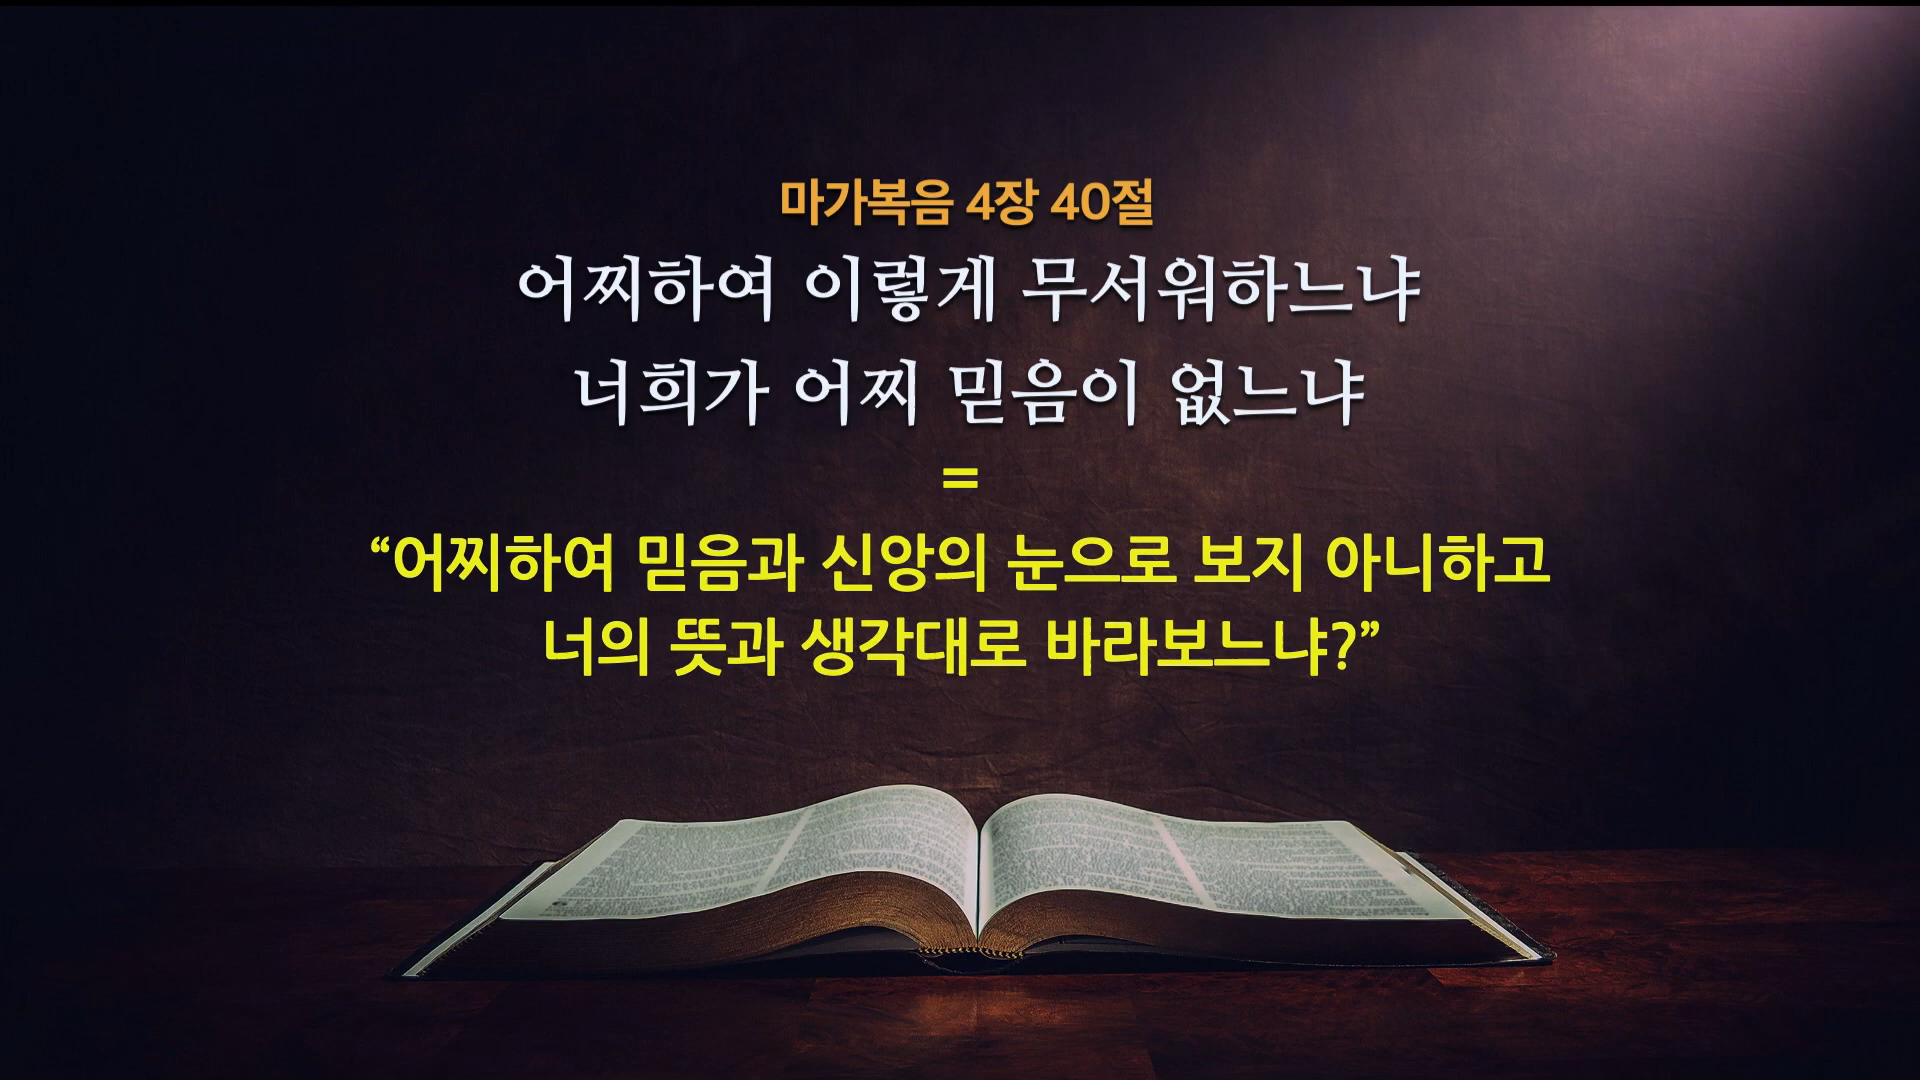 마가복음 4장 40절
어찌하여 이렇게 무서워하느냐
너희가 어찌 믿음이 없느냐
=
“어찌하여 믿음과 신앙의 눈으로 보지 아니하고
너의 뜻과 생각대로 바라보느냐?”